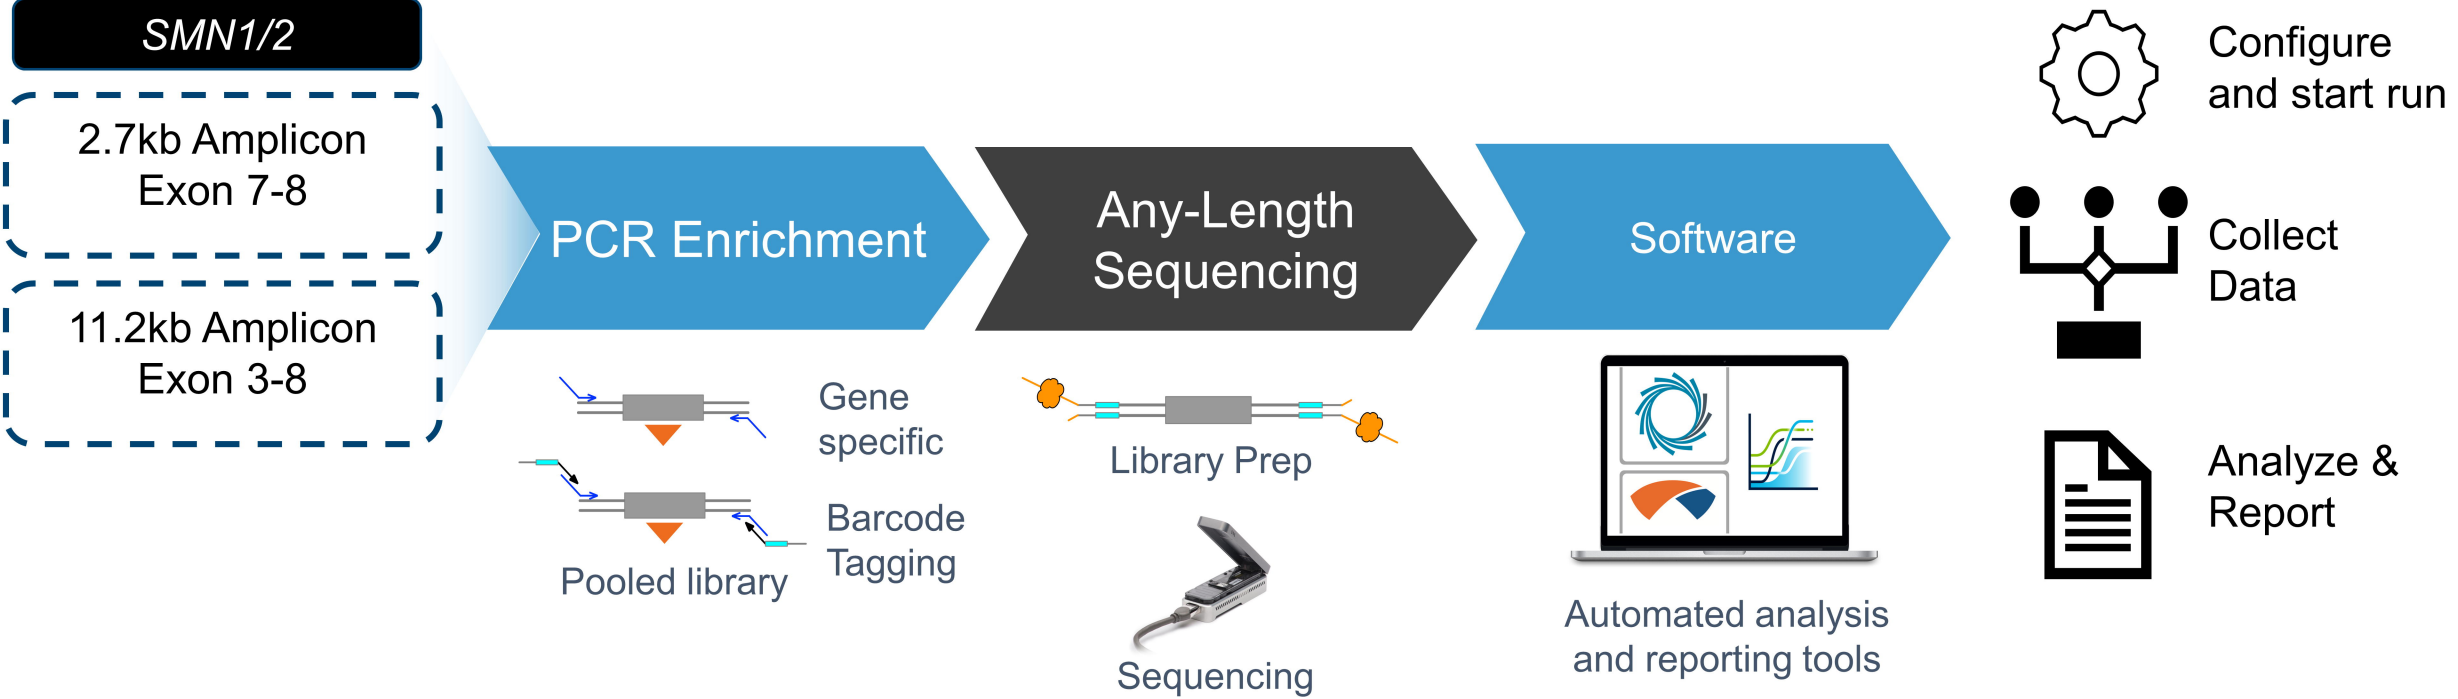 SMN1/2
2.7kb Amplicon
Exon 7-8
11.2kb Amplicon
Exon 3-8
PCR Enrichment
Gene
specific
Barcode
Tagging
Pooled library
Any-Length
Sequencing
Library Prep
Sequencing
Software
Automated analysis
and reporting tools
Configure
and start run
Collect
Data
Analyze &
Report